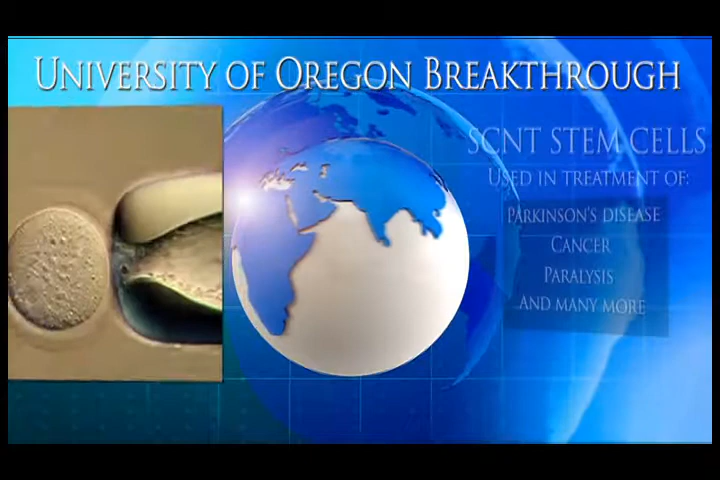 UNIVERSITY OF OREGON BREAKTHROUGH
SCNT STEM CELLS
USED IN TREATMENT OF:
PARKINSON'S DISEASE
CANCER
PARALYSIS
AND MANY MORE